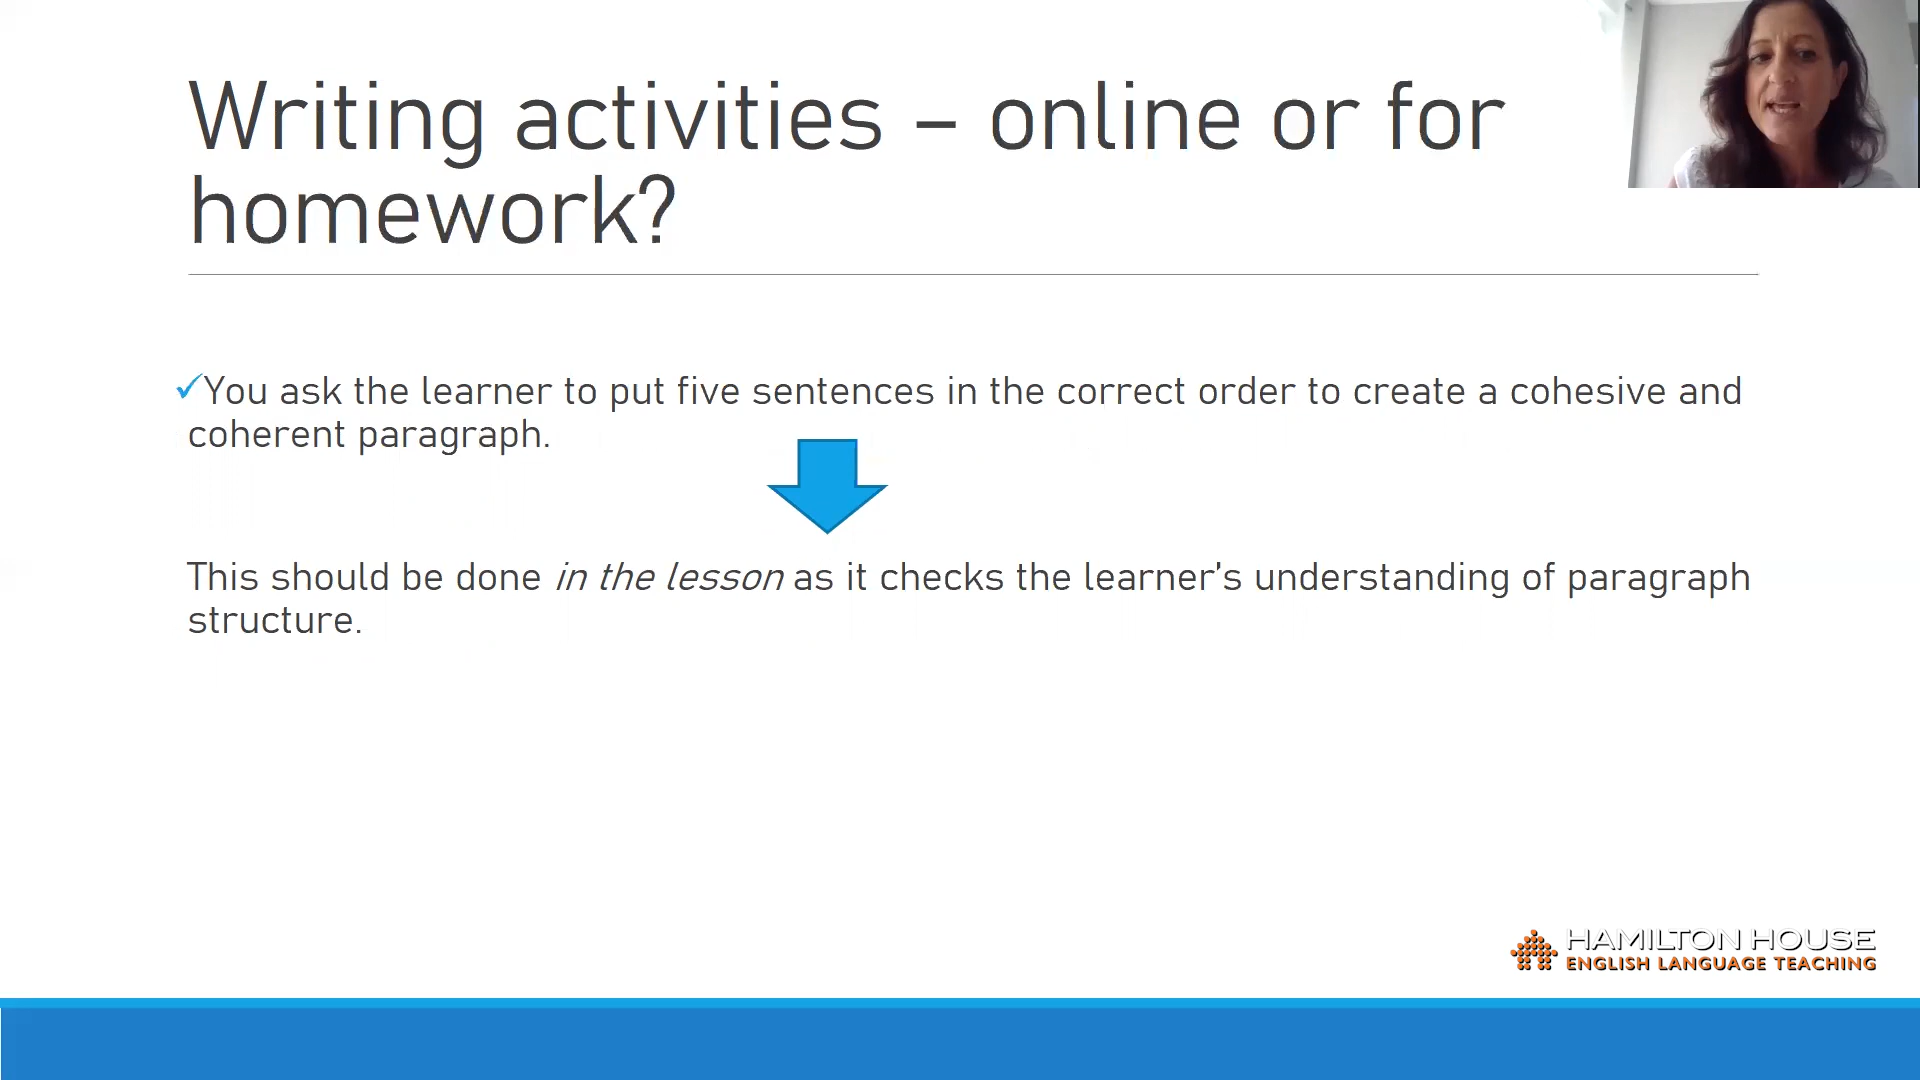 Writing activities – online or for
homework?
You ask the learner to put five sentences in the correct order to create a cohesive and
coherent paragraph.
This should be done in the lesson as it checks the learner's understanding of paragraph
structure.
HAMILTON HOUSE
ENGLISH LANGUAGE TEACHING